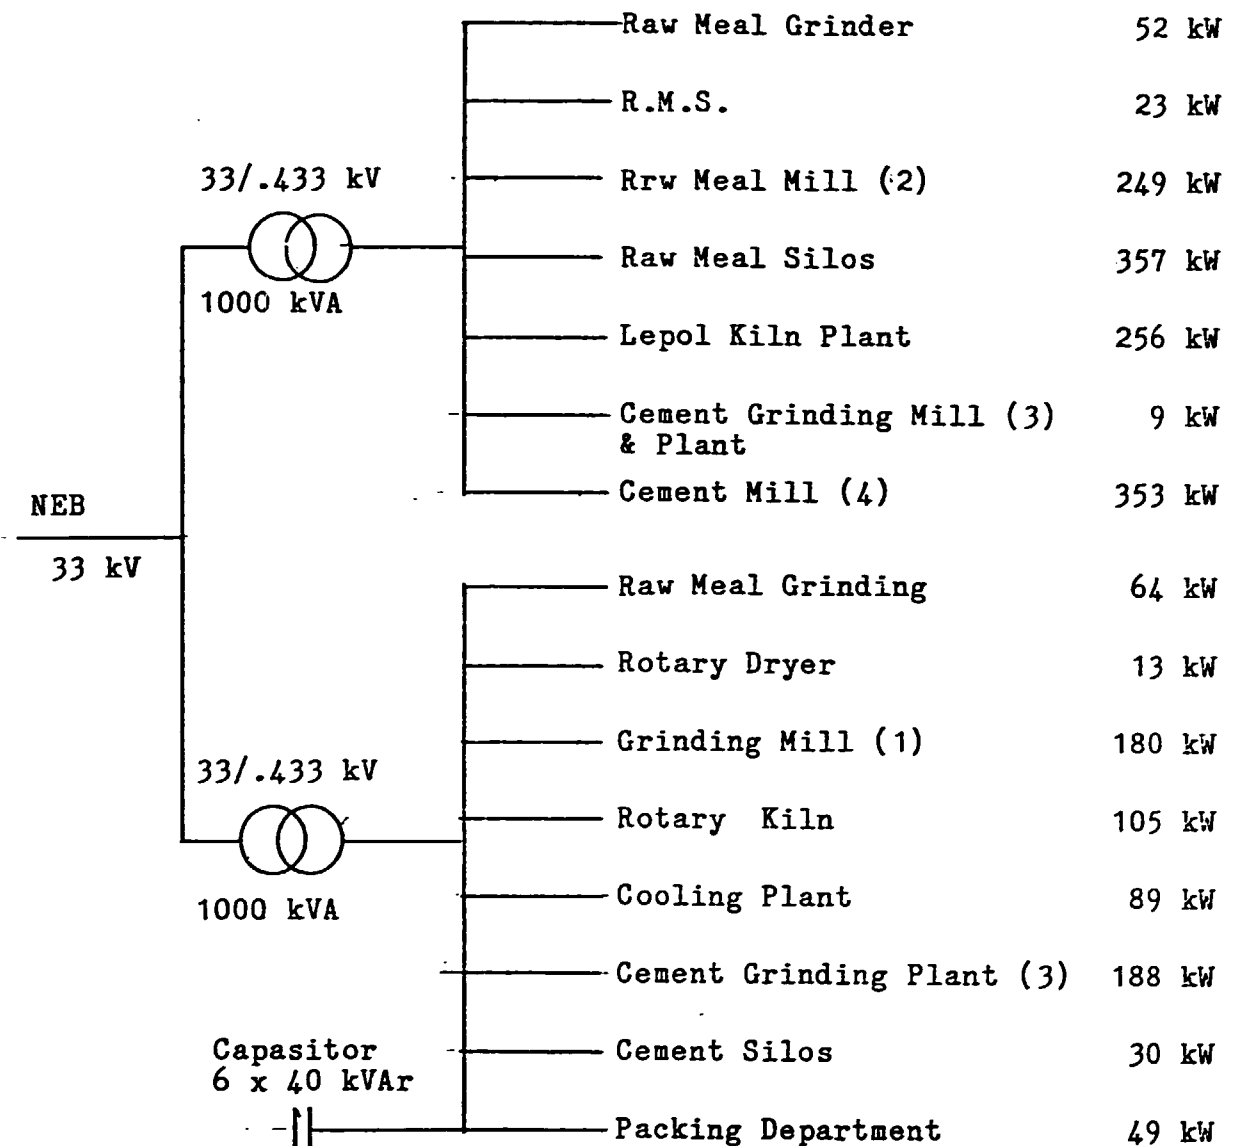 Raw Meal Grinder 52 kW
R.M.S. 23 kW
33/.433 kV
Rrw Meal Mill (2) 249 kW
Raw Meal Silos 357 kW
1000 kVA
Lepol Kiln Plant 256 kW
Cement Grinding Mill (3) 9 kW
& Plant
Cement Mill (4) 353 kW
NEB
33 kV
Raw Meal Grinding 64 kW
Rotary Dryer 13 kW
Grinding Mill (1) 180 kW
33/.433 kV
Rotary Kiln 105 kW
Cooling Plant 89 kW
1000 kVA
Cement Grinding Plant (3) 188 kW
Capasitor
6 x 40 kVAr
Cement Silos 30 kW
Packing Department 49 kW